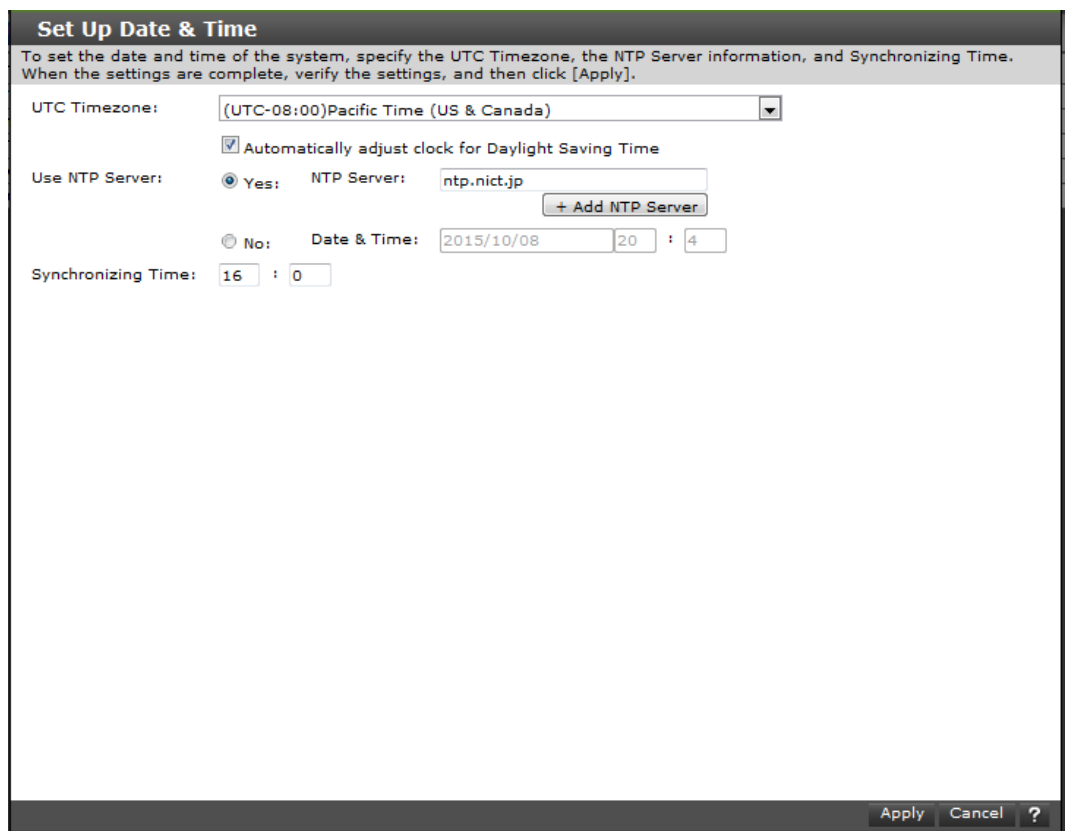 Set Up Date & Time
To set the date and time of the system, specify the UTC Timezone, the NTP Server information, and Synchronizing Time.
When the settings are complete, verify the settings, and then click [Apply].
UTC Timezone: (UTC-08:00)Pacific Time (US & Canada)
Automatically adjust clock for Daylight Saving Time
Use NTP Server: Yes: NTP Server: ntp.nict.jp
+ Add NTP Server
No: Date & Time: 2015/10/08 20 : 4
Synchronizing Time: 16 : 0
Apply Cancel ?